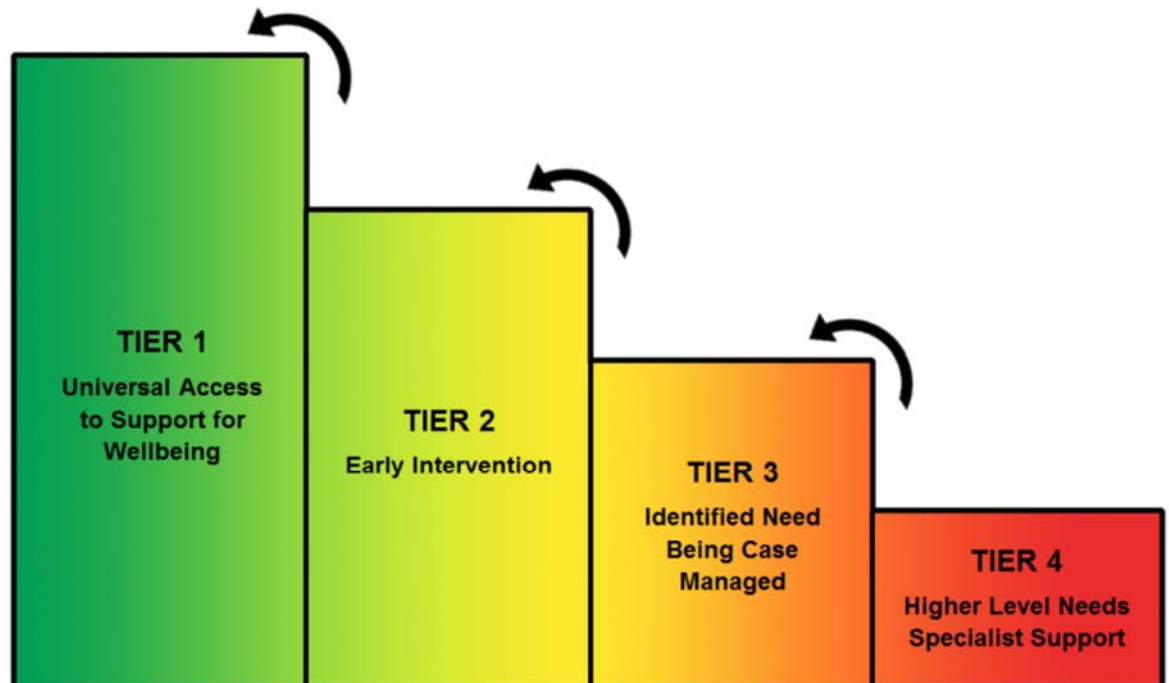 TIER 1
Universal Access
to Support for
Wellbeing
TIER 2
Early Intervention
TIER 3
Identified Need
Being Case
Managed
TIER 4
Higher Level Needs
Specialist Support